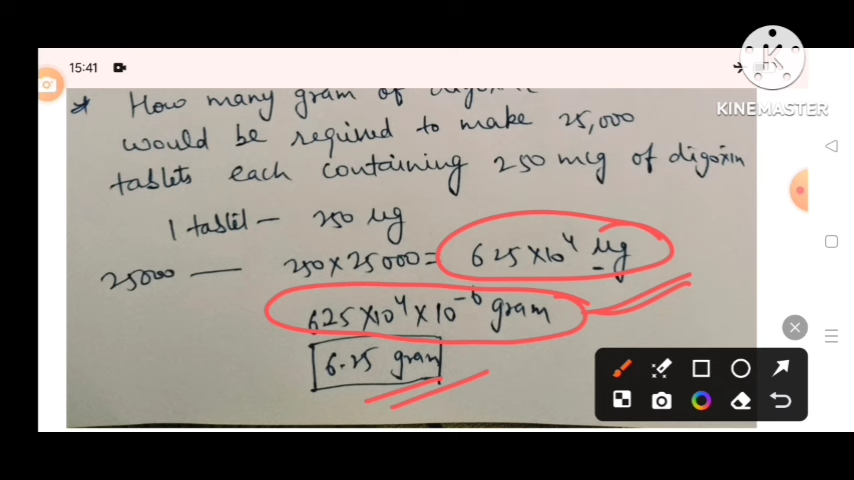 15:41
KINEMASTER
* How many gram of digoxin
would be required to make 25,000
tablets each containing 250 mcg of digoxin
1 tablet — 250 µg
25000 — 250 × 25000 = 625 × 10⁴ µg
625 × 10⁴ × 10⁻⁶ gram
6.25 gram